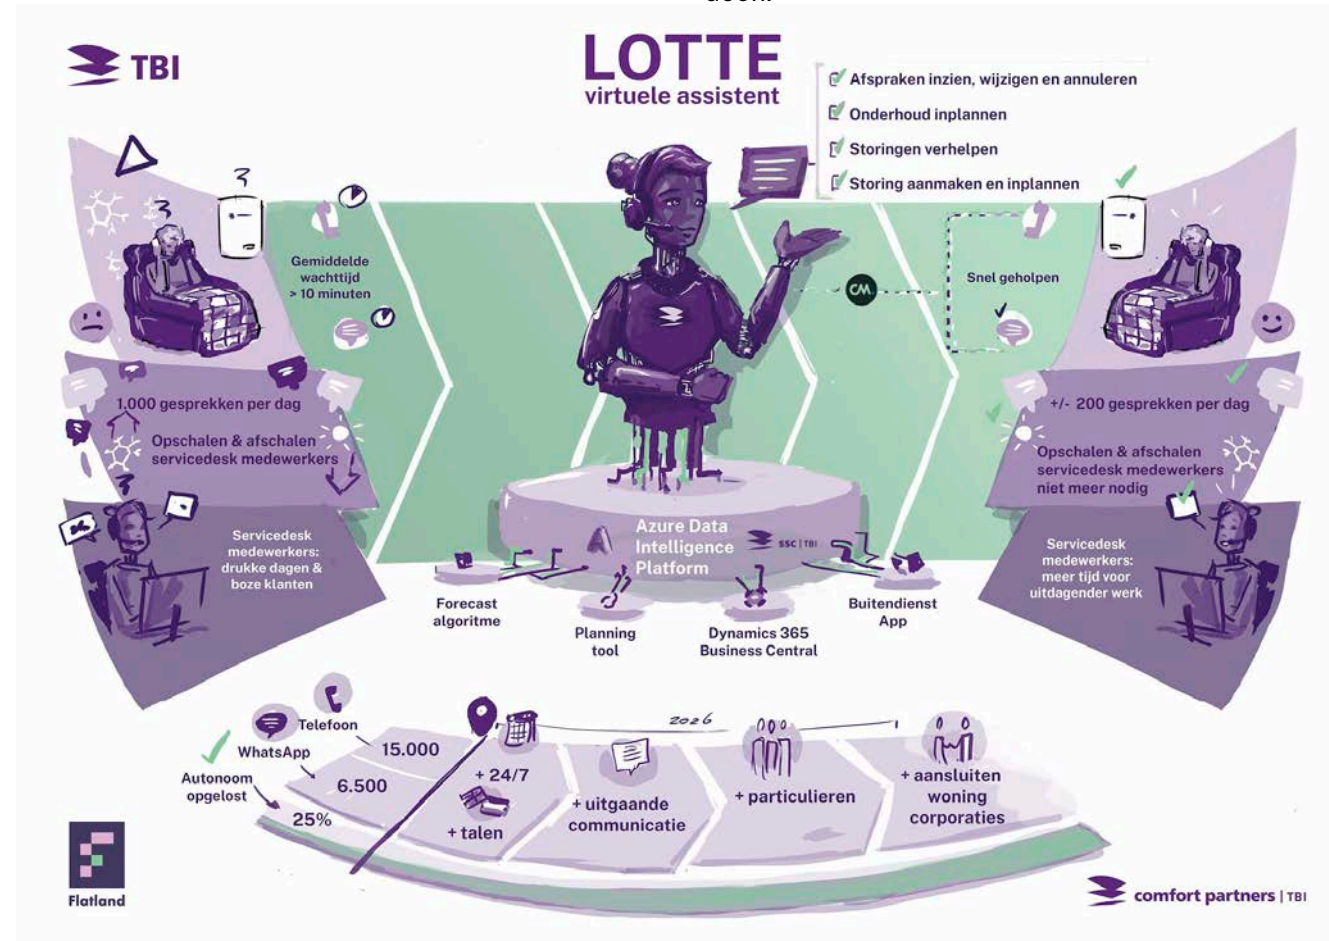 TBI
LOTTE
virtuele assistent
Afspraken inzien, wijzigen en annuleren
Onderhoud inplannen
Storingen verhelpen
Storing aanmaken en inplannen
Gemiddelde
wachttijd
> 10 minuten
CM.
Snel geholpen
1.000 gesprekken per dag
Opschalen & afschalen
servicedesk medewerkers
+/- 200 gesprekken per dag
Opschalen & afschalen
servicedesk medewerkers
niet meer nodig
Servicedesk
medewerkers:
drukke dagen &
boze klanten
Servicedesk
medewerkers:
meer tijd voor
uitdagender werk
Azure Data
Intelligence
Platform
ssc | TBI
Forecast
algoritme
Planning
tool
Dynamics 365
Business Central
Buitendienst
App
2026
Telefoon
WhatsApp
Autonoom
opgelost
15.000
6.500
25%
+ 24/7
+ talen
+ uitgaande
communicatie
+ particulieren
+ aansluiten
woning
corporaties
Flatland
comfort partners | TBI